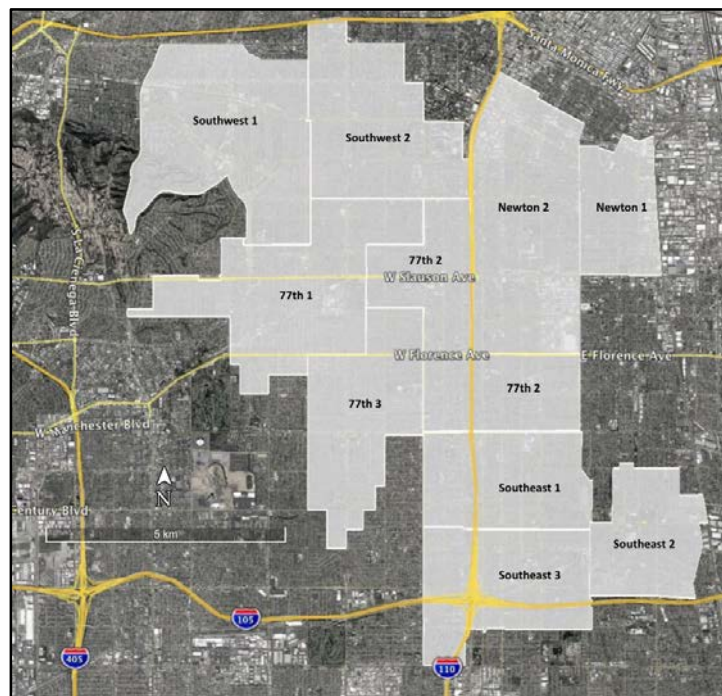 Santa Monica Fwy
Southwest 1
Southwest 2
Newton 2
Newton 1
S La Cienega Blvd
77th 2
W Slauson Ave
77th 1
W Florence Ave
E Florence Ave
77th 3
77th 2
W Manchester Blvd
N
Southeast 1
entury Blvd
5 km
Southeast 2
Southeast 3
105
405
110